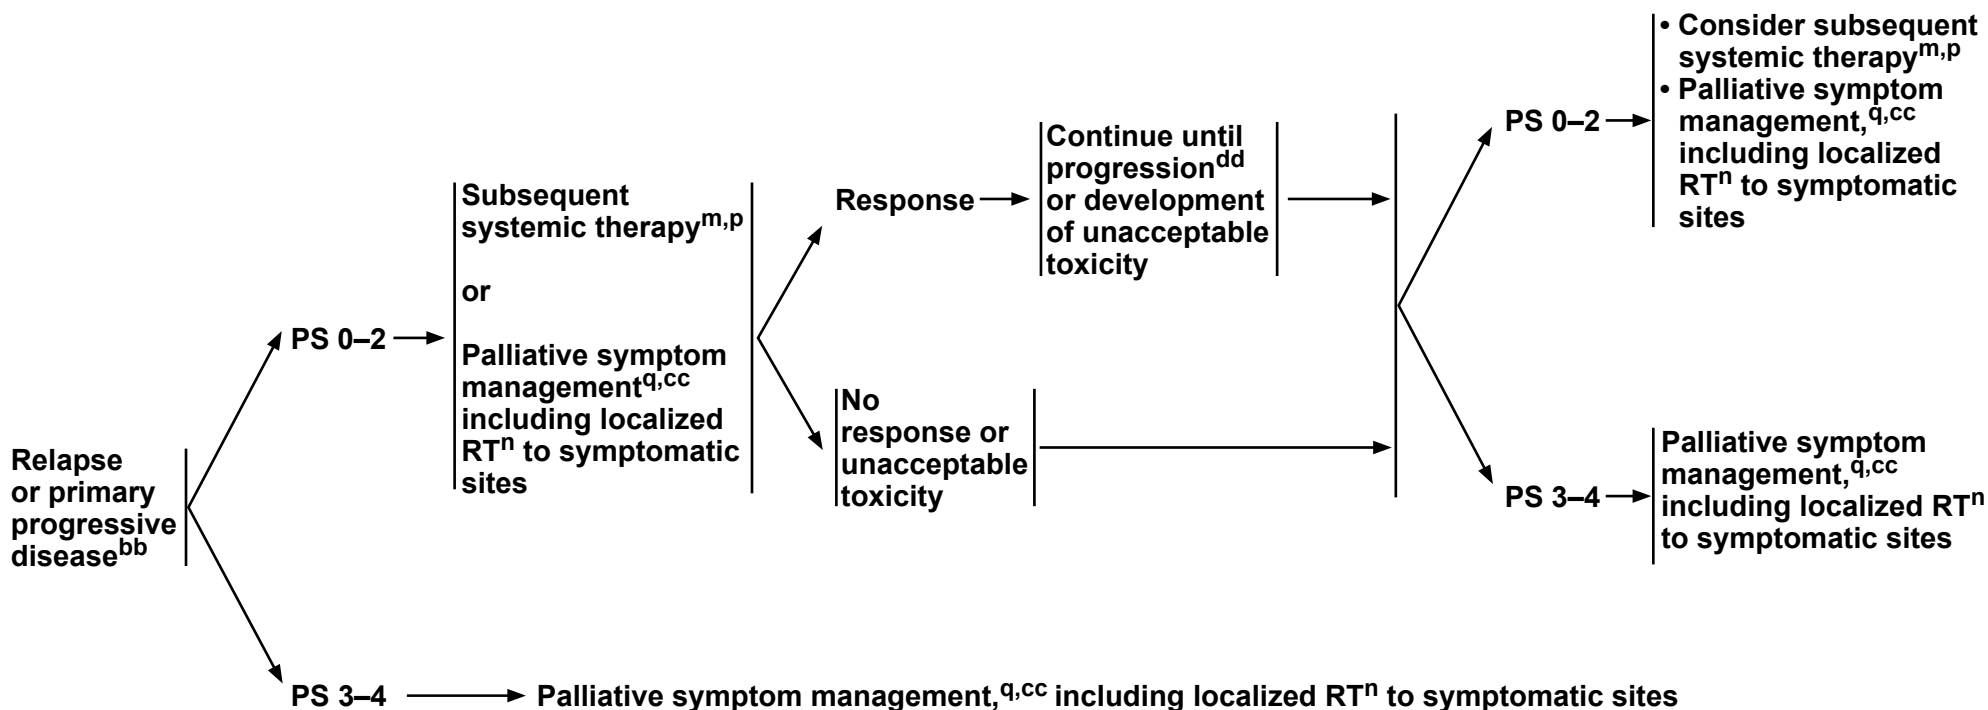 Relapse
or primary
progressive
disease^bb
PS 0–2
Subsequent
systemic therapy^m,p
or
Palliative symptom
management^q,cc
including localized
RT^n to symptomatic
sites
Response
Continue until
progression^dd
or development
of unacceptable
toxicity
No
response or
unacceptable
toxicity
PS 0–2
• Consider subsequent
systemic therapy^m,p
• Palliative symptom
management,^q,cc
including localized
RT^n to symptomatic
sites
PS 3–4
Palliative symptom
management,^q,cc
including localized RT^n
to symptomatic sites
PS 3–4
Palliative symptom management,^q,cc including localized RT^n to symptomatic sites